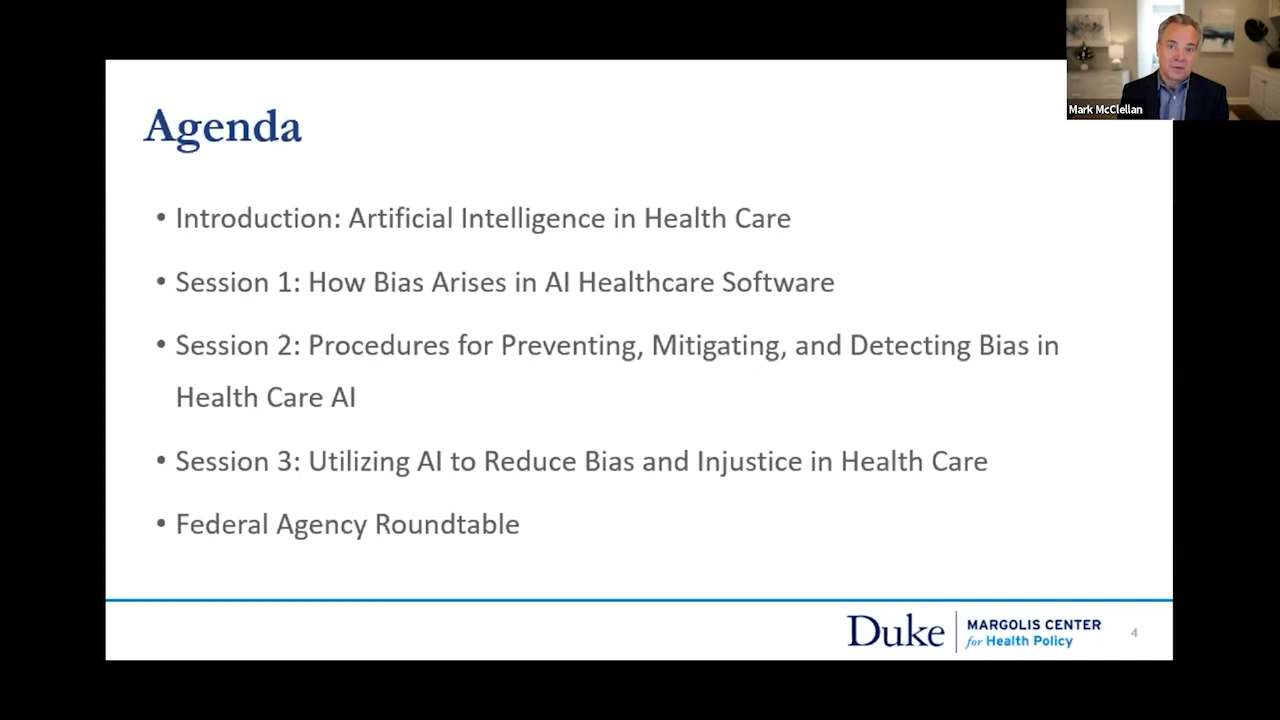 Mark McClellan
Agenda
• Introduction: Artificial Intelligence in Health Care
• Session 1: How Bias Arises in AI Healthcare Software
• Session 2: Procedures for Preventing, Mitigating, and Detecting Bias in
Health Care AI
• Session 3: Utilizing AI to Reduce Bias and Injustice in Health Care
• Federal Agency Roundtable
Duke
MARGOLIS CENTER
for Health Policy
4